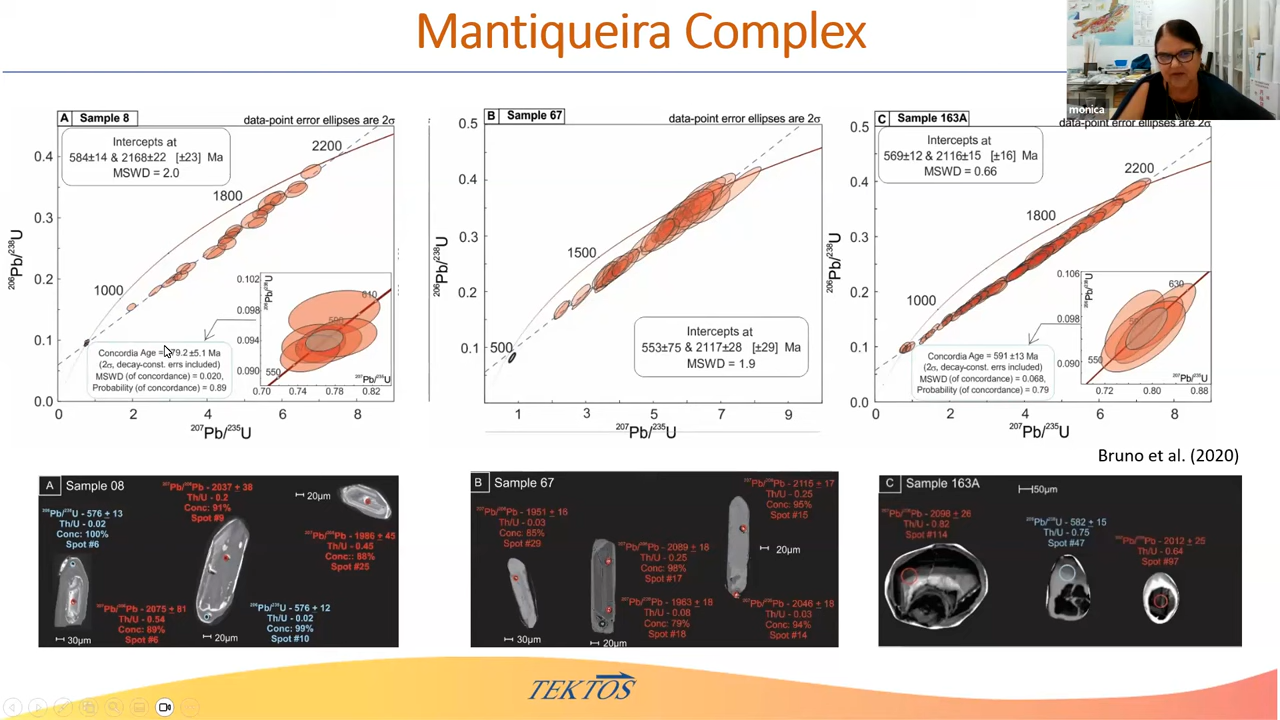 Mantiqueira Complex
monica
A Sample 8
data-point error ellipses are 2σ
Intercepts at
584±14 & 2168±22 [±23] Ma
MSWD = 2.0
2200
1800
1000
0.4
0.3
0.2
0.1
0.0
0 2 4 6 8
206Pb/238U
207Pb/235U
0.102
0.098
0.094
0.090
610
590
550
207Pb/235U
0.70 0.74 0.78 0.82
Concordia Age = 79.2 ±5.1 Ma
(2σ, decay-const. errs included)
MSWD (of concordance) = 0.020,
Probability (of concordance) = 0.89
B Sample 67
data-point error ellipses are 2σ
0.5
0.4
0.3
0.2
0.1
1500
500
1 3 5 7 9
206Pb/238U
207Pb/235U
Intercepts at
553±75 & 2117±28 [±29] Ma
MSWD = 1.9
C Sample 163A
data-point error ellipses are 2σ
Intercepts at
569±12 & 2116±15 [±16] Ma
MSWD = 0.66
2200
1800
1000
0.5
0.4
0.3
0.2
0.1
0.0
0 2 4 6 8
206Pb/238U
207Pb/235U
0.106
0.098
0.090
630
550
207Pb/235U
0.72 0.80 0.88
Concordia Age = 591 ±13 Ma
(2σ, decay-const. errs included)
MSWD (of concordance) = 0.068,
Probability (of concordance) = 0.79
Bruno et al. (2020)
A Sample 08
207Pb/206Pb - 2037 ± 38
Th/U - 0.2
Conc: 91%
Spot #9
20µm
206Pb/238U - 576 ± 13
Th/U - 0.02
Conc: 100%
Spot #6
207Pb/206Pb - 1986 ± 45
Th/U - 0.45
Conc: 88%
Spot #25
207Pb/206Pb - 2075 ± 81
Th/U - 0.54
Conc: 89%
Spot #6
206Pb/238U - 576 ± 12
Th/U - 0.02
Conc: 99%
Spot #10
30µm
20µm
B Sample 67
207Pb/206Pb - 1951 ± 16
Th/U - 0.03
Conc: 85%
Spot #29
207Pb/206Pb - 2115 ± 17
Th/U - 0.25
Conc: 95%
Spot #15
20µm
207Pb/206Pb - 2089 ± 18
Th/U - 0.25
Conc: 98%
Spot #17
207Pb/206Pb - 1963 ± 18
Th/U - 0.08
Conc: 79%
Spot #18
207Pb/206Pb - 2046 ± 18
Th/U - 0.03
Conc: 94%
Spot #14
30µm
20µm
C Sample 163A
50µm
207Pb/206Pb - 2098 ± 26
Th/U - 0.82
Spot #114
206Pb/238U - 582 ± 15
Th/U - 0.75
Spot #47
207Pb/206Pb - 2012 ± 25
Th/U - 0.64
Spot #97
TEKTOS